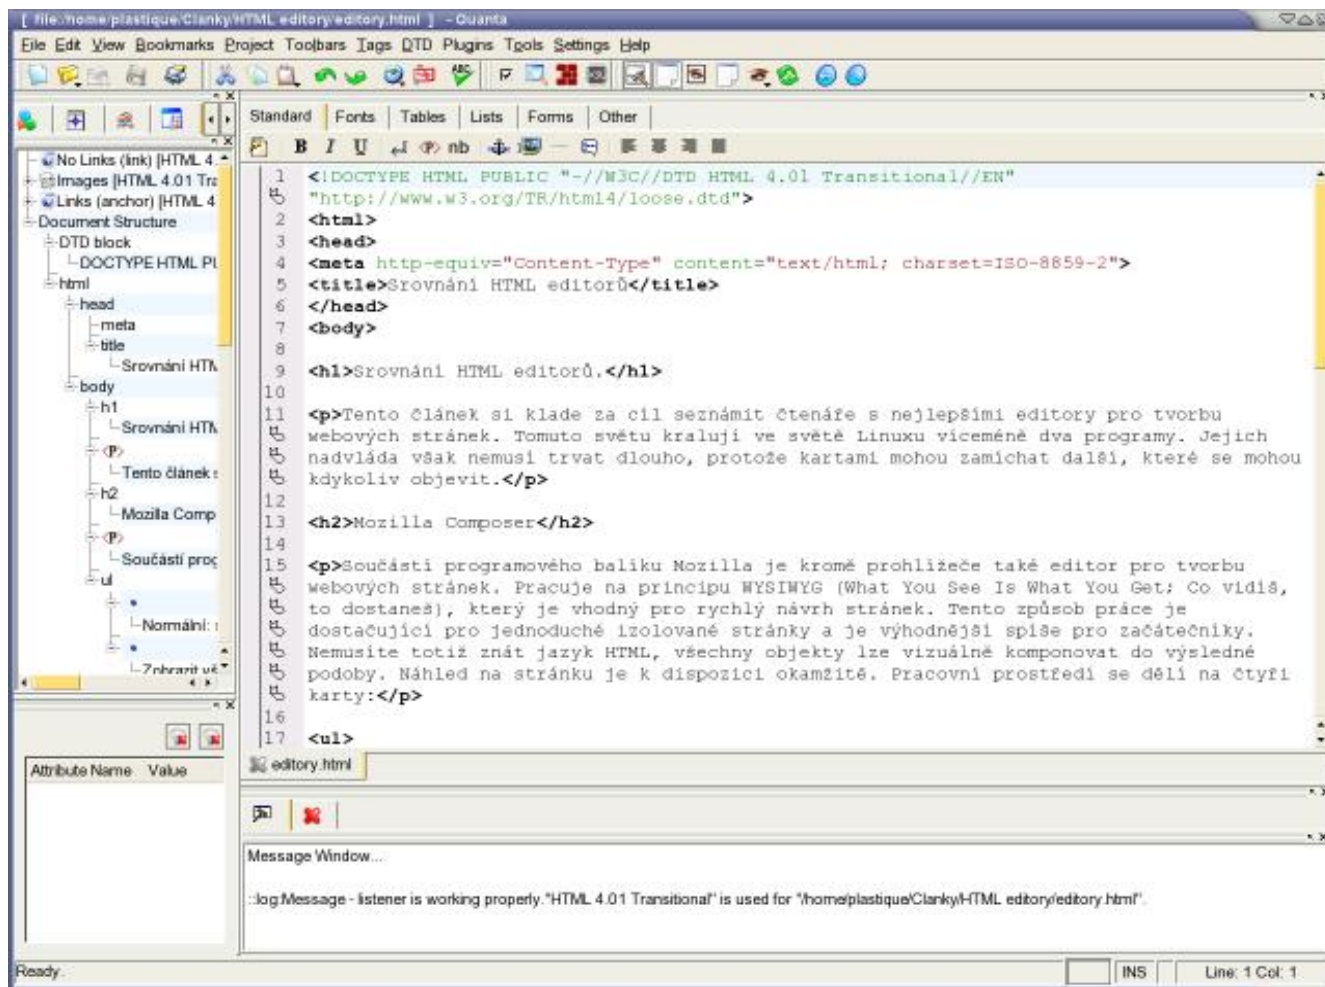 [ file:/home/plastique/Clanky/HTML editory/editory.html ] - Quanta
File Edit View Bookmarks Project Toolbars Tags DTD Plugins Tools Settings Help
Standard Fonts Tables Lists Forms Other
B I U <P> nb
No Links (link) [HTML 4.
Images [HTML 4.01 Tra
Links (anchor) [HTML 4
Document Structure
DTD block
DOCTYPE HTML PU
html
head
meta
title
Srovnání HTM
body
h1
Srovnání HTM
<P>
Tento článek s
h2
Mozilla Comp
<P>
Součástí prog
ul
Normální:
Zobrazit vš
1 <!DOCTYPE HTML PUBLIC "-//W3C//DTD HTML 4.01 Transitional//EN"
"http://www.w3.org/TR/html4/loose.dtd">
2 <html>
3 <head>
4 <meta http-equiv="Content-Type" content="text/html; charset=ISO-8859-2">
5 <title>Srovnání HTML editorů</title>
6 </head>
7 <body>
8
9 <h1>Srovnání HTML editorů.</h1>
10
11 <p>Tento článek si klade za cíl seznámit čtenáře s nejlepšími editory pro tvorbu
webových stránek. Tomuto světu kralují ve světě Linuxu víceméně dva programy. Jejich
nadvláda však nemusí trvat dlouho, protože kartami mohou zamíchat další, které se mohou
kdykoliv objevit.</p>
12
13 <h2>Mozilla Composer</h2>
14
15 <p>Součástí programového balíku Mozilla je kromě prohlížeče také editor pro tvorbu
webových stránek. Pracuje na principu WYSIWYG (What You See Is What You Get; Co vidíš,
to dostaneš), který je vhodný pro rychlý návrh stránek. Tento způsob práce je
dostačující pro jednoduché izolované stránky a je výhodnější spíše pro začátečníky.
Nemusíte totiž znát jazyk HTML, všechny objekty lze vizuálně komponovat do výsledné
podoby. Náhled na stránku je k dispozici okamžitě. Pracovní prostředí se dělí na čtyři
karty:</p>
16
17 <ul>
editory.html
Attribute Name Value
Message Window...
::log:Message - listener is working properly."HTML 4.01 Transitional" is used for "/home/plastique/Clanky/HTML editory/editory.html".
Ready.
INS
Line: 1 Col: 1